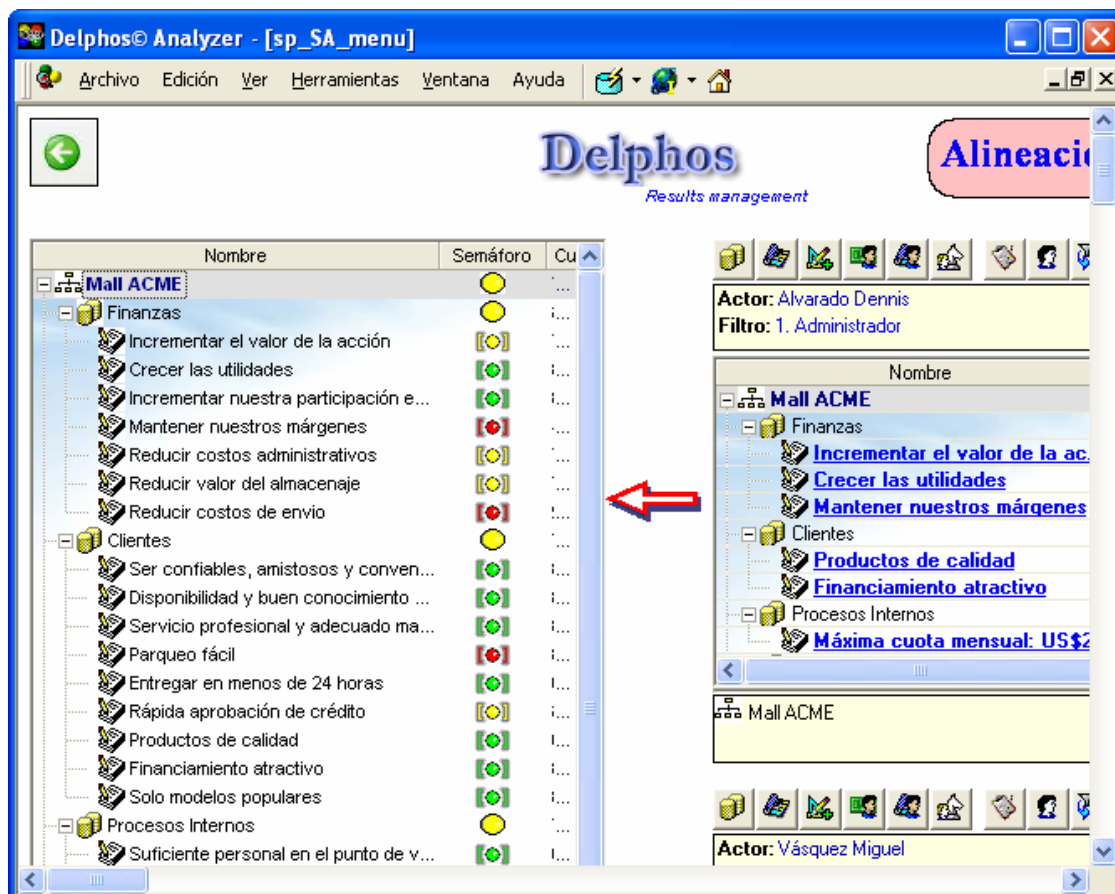 Delphos© Analyzer - [sp_SA_menu]
Archivo Edición Ver Herramientas Ventana Ayuda
Delphos
Results management
Alineació
Nombre Semáforo Cu
Mall ACME
Finanzas
Incrementar el valor de la acción
Crecer las utilidades
Incrementar nuestra participación e...
Mantener nuestros márgenes
Reducir costos administrativos
Reducir valor del almacenaje
Reducir costos de envio
Clientes
Ser confiables, amistosos y conven...
Disponibilidad y buen conocimiento ...
Servicio profesional y adecuado ma...
Parqueo fácil
Entregar en menos de 24 horas
Rápida aprobación de crédito
Productos de calidad
Financiamiento atractivo
Solo modelos populares
Procesos Internos
Suficiente personal en el punto de v...
Actor: Alvarado Dennis
Filtro: 1. Administrador
Nombre
Mall ACME
Finanzas
Incrementar el valor de la ac.
Crecer las utilidades
Mantener nuestros márgenes
Clientes
Productos de calidad
Financiamiento atractivo
Procesos Internos
Máxima cuota mensual: US$2
Mall ACME
Actor: Vásquez Miguel